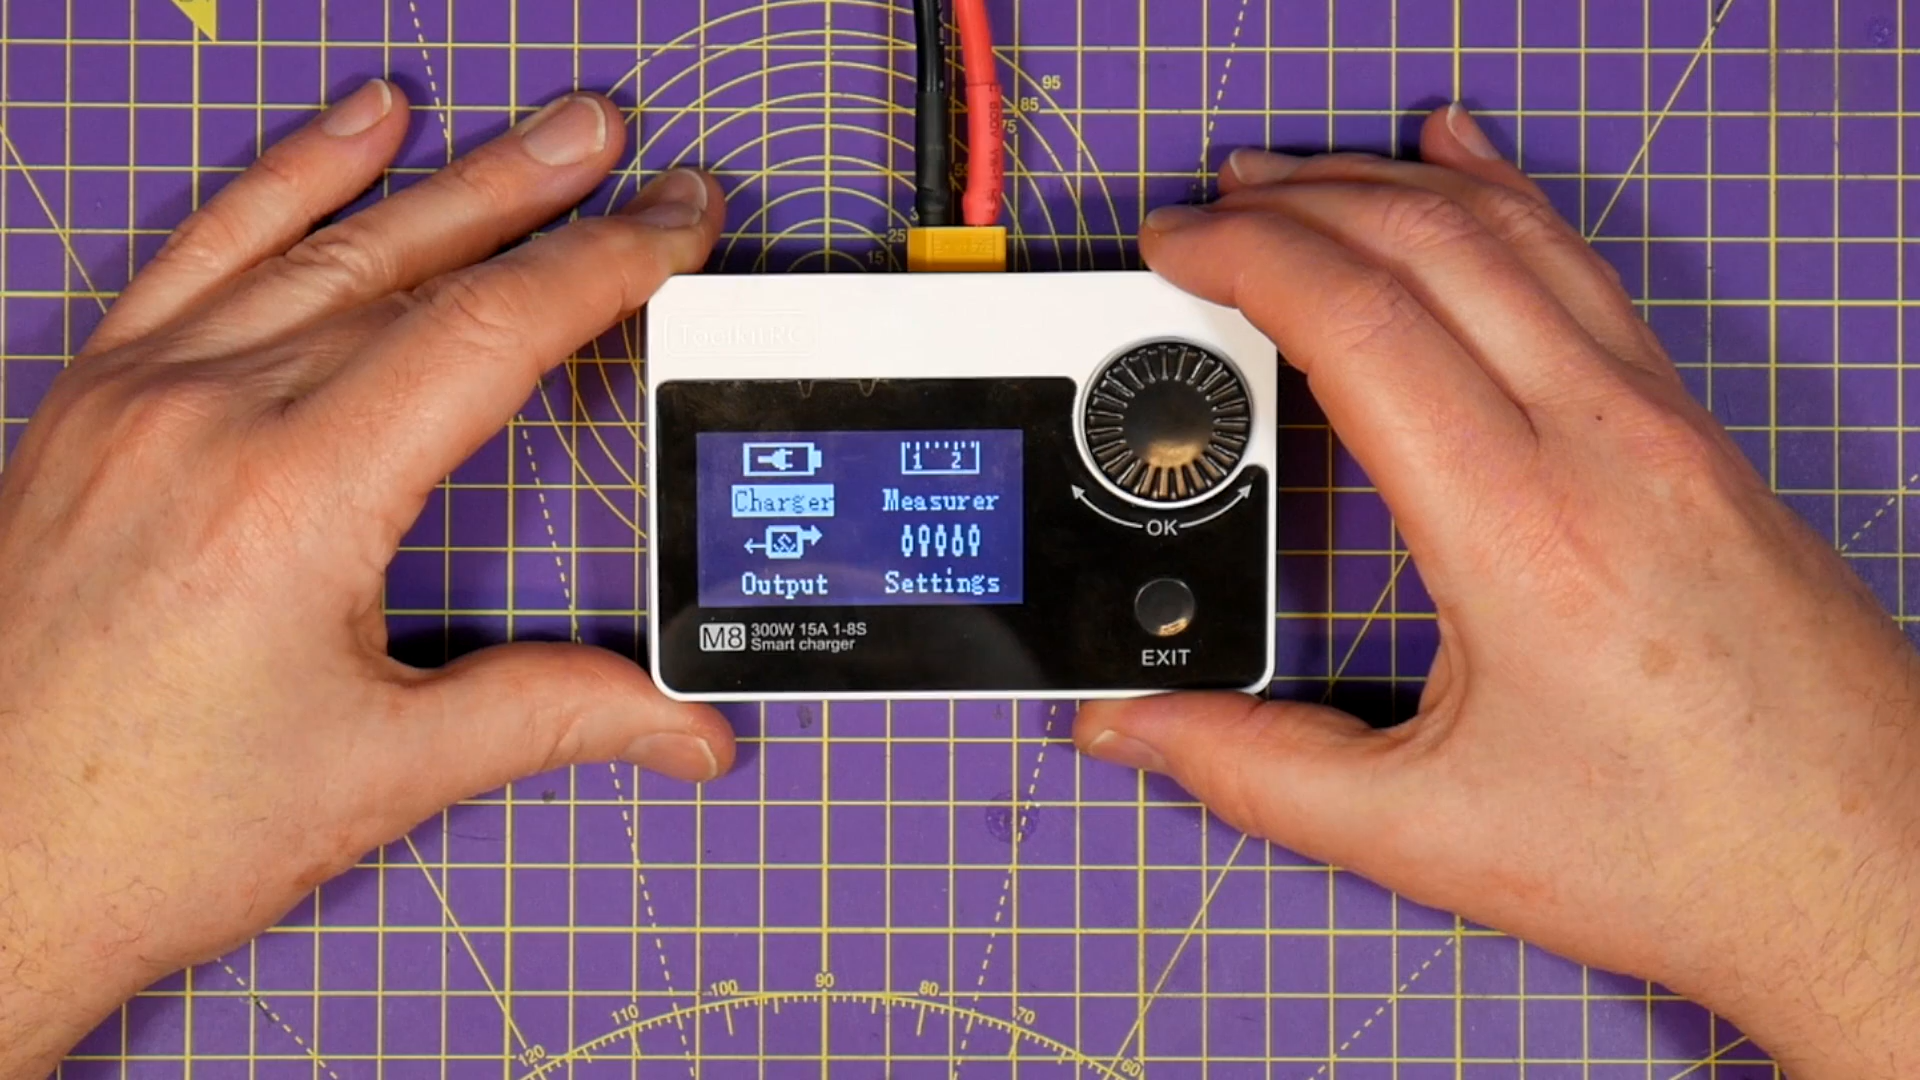 95
85
75
25
15
ToolkitRC
Charger
1 2
Measurer
Output
Settings
OK
M8 300W 15A 1-8S
Smart charger
EXIT
120
110
100
90
80
70
60